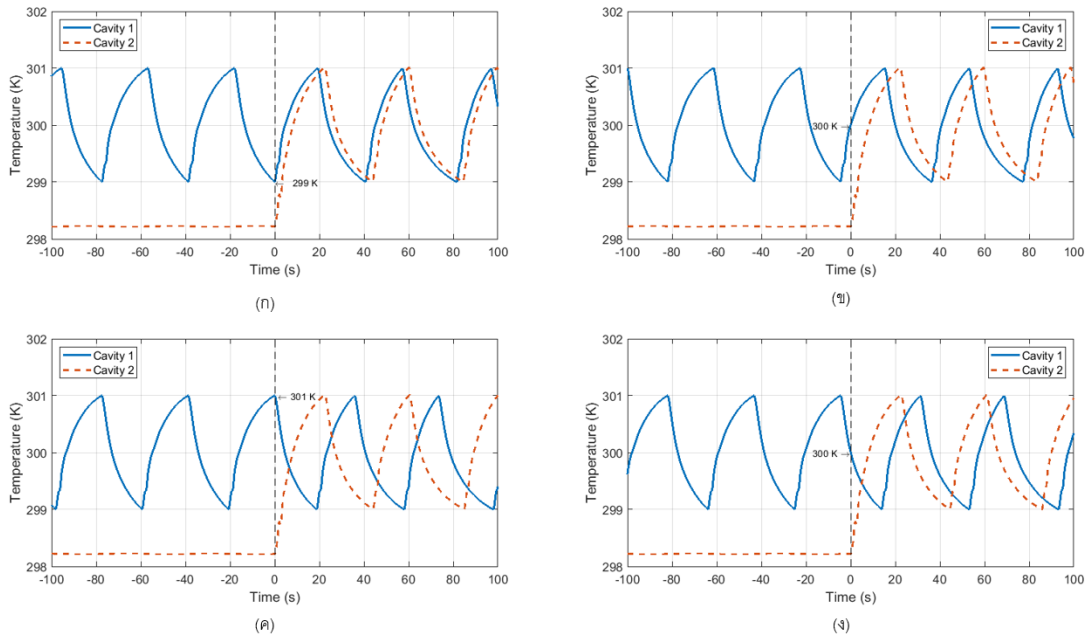 302
301
300
299
298
Temperature (K)
Cavity 1
Cavity 2
299 K
-100 -80 -60 -40 -20 0 20 40 60 80 100
Time (s)
(ก)
302
301
300
299
298
Temperature (K)
Cavity 1
Cavity 2
300 K
-100 -80 -60 -40 -20 0 20 40 60 80 100
Time (s)
(ข)
302
301
300
299
298
Temperature (K)
Cavity 1
Cavity 2
301 K
-100 -80 -60 -40 -20 0 20 40 60 80 100
Time (s)
(ค)
302
301
300
299
298
Temperature (K)
Cavity 1
Cavity 2
300 K
-100 -80 -60 -40 -20 0 20 40 60 80 100
Time (s)
(ง)